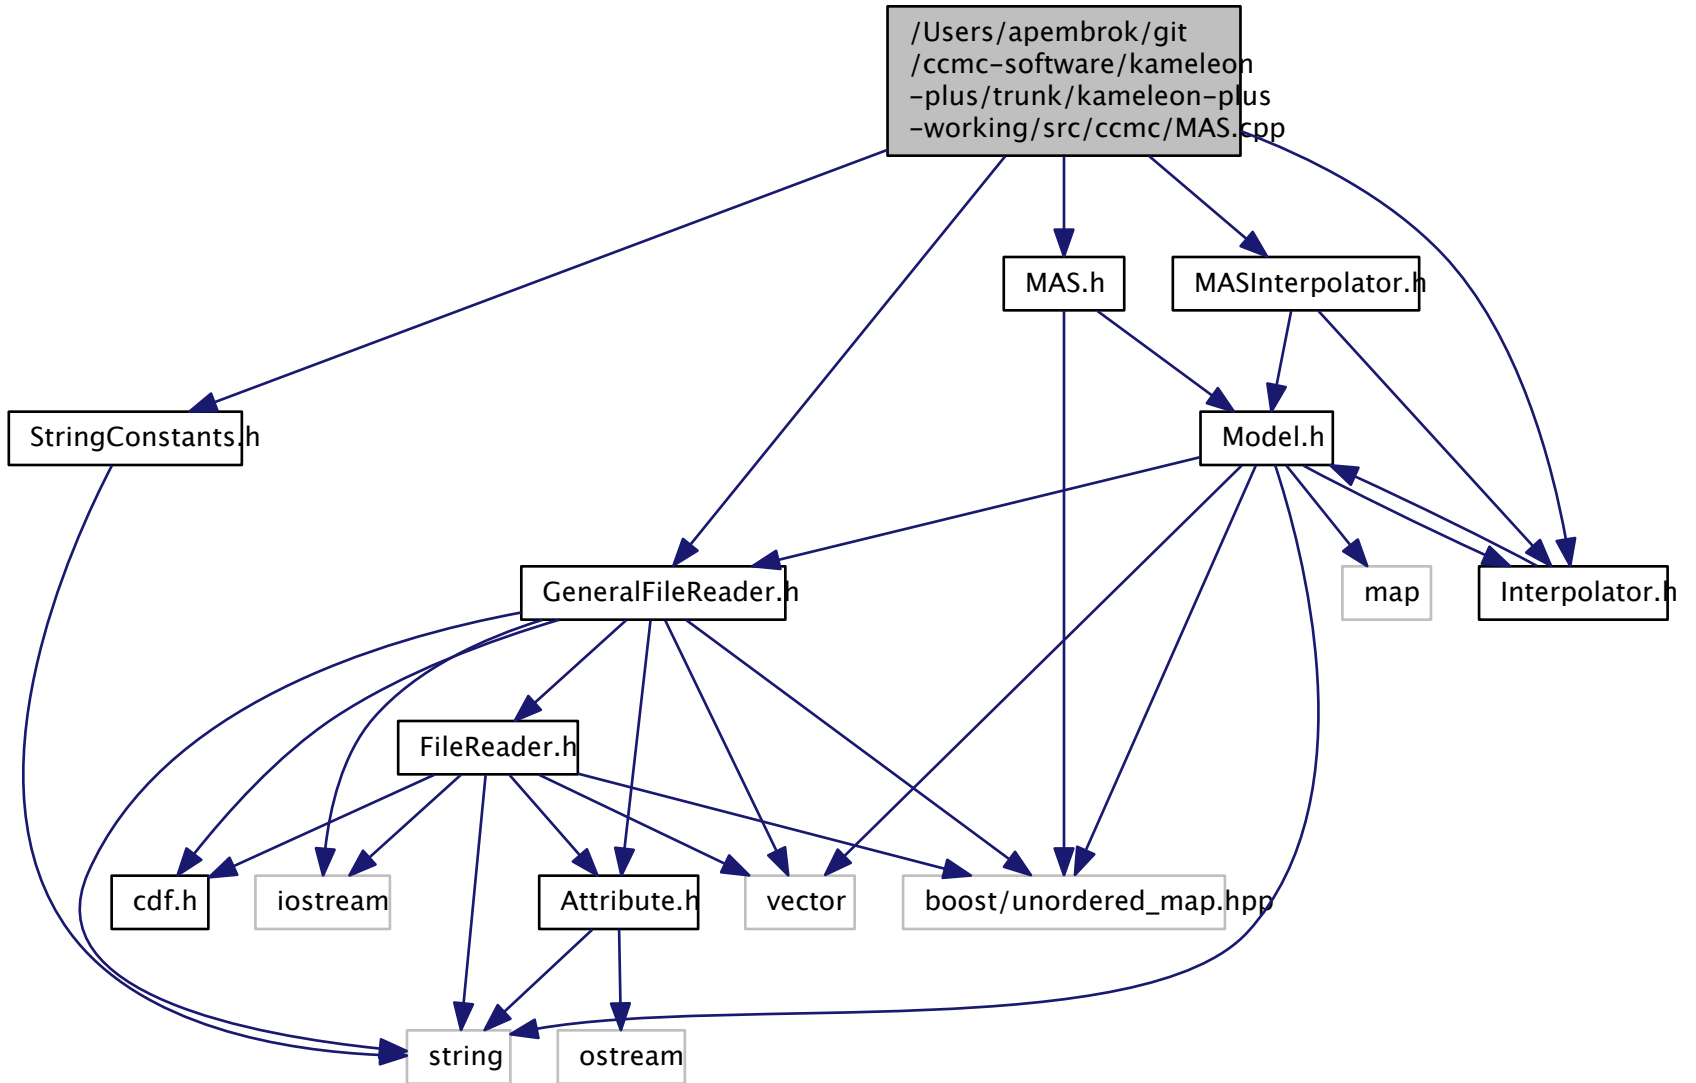 /Users/apembrok/git
/ccmc-software/kameleon
-plus/trunk/kameleon-plus
-working/src/ccmc/MAS.cpp
MAS.h
MASInterpolator.h
StringConstants.h
Model.h
GeneralFileReader.h
map
Interpolator.h
FileReader.h
cdf.h
iostream
Attribute.h
vector
boost/unordered_map.hpp
string
ostream